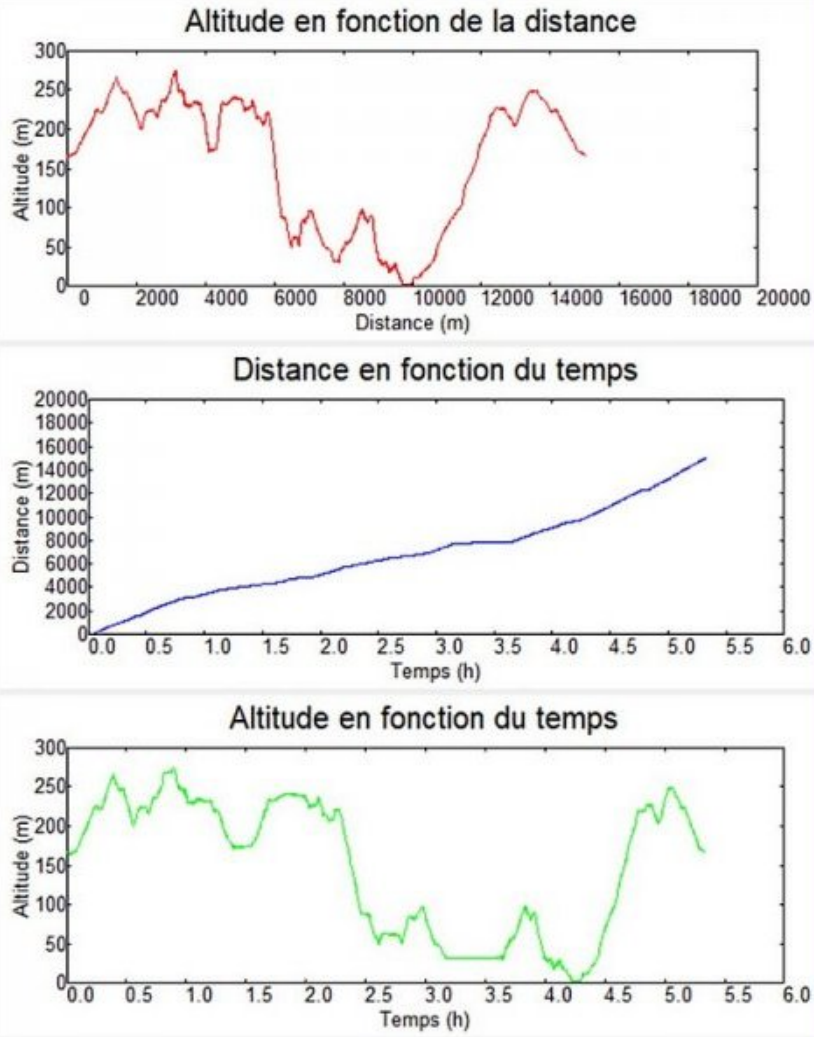 Altitude en fonction de la distance
300
250
200
150
100
50
0
Altitude (m)
0 2000 4000 6000 8000 10000 12000 14000 16000 18000 20000
Distance (m)
Distance en fonction du temps
20000
18000
16000
14000
12000
10000
8000
6000
4000
2000
0
Distance (m)
0.0 0.5 1.0 1.5 2.0 2.5 3.0 3.5 4.0 4.5 5.0 5.5 6.0
Temps (h)
Altitude en fonction du temps
300
250
200
150
100
50
0
Altitude (m)
0.0 0.5 1.0 1.5 2.0 2.5 3.0 3.5 4.0 4.5 5.0 5.5 6.0
Temps (h)